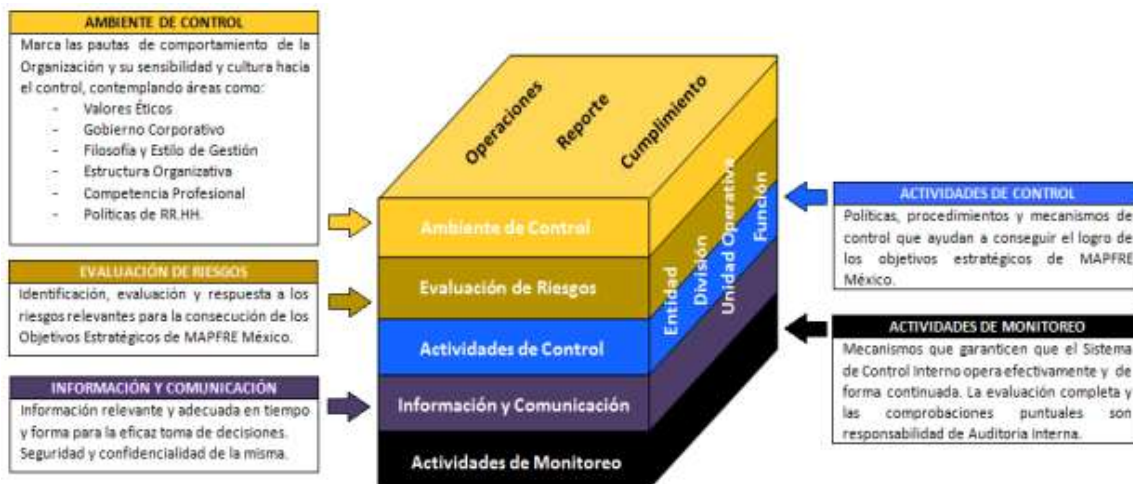 AMBIENTE DE CONTROL
Marca las pautas de comportamiento de la
Organización y su sensibilidad y cultura hacia
el control, contemplando áreas como:
- Valores Éticos
- Gobierno Corporativo
- Filosofía y Estilo de Gestión
- Estructura Organizativa
- Competencia Profesional
- Políticas de RR.HH.
EVALUACIÓN DE RIESGOS
Identificación, evaluación y respuesta a los
riesgos relevantes para la consecución de los
Objetivos Estratégicos de MAPFRE México.
INFORMACIÓN Y COMUNICACIÓN
Información relevante y adecuada en tiempo
y forma para la eficaz toma de decisiones.
Seguridad y confidencialidad de la misma.
Operaciones
Reporte
Cumplimiento
Ambiente de Control
Evaluación de Riesgos
Actividades de Control
Información y Comunicación
Actividades de Monitoreo
Entidad
División
Unidad Operativa
Función
ACTIVIDADES DE CONTROL
Políticas, procedimientos y mecanismos de
control que ayudan a conseguir el logro de
los objetivos estratégicos de MAPFRE
México.
ACTIVIDADES DE MONITOREO
Mecanismos que garanticen que el Sistema
de Control Interno opera efectivamente y de
forma continuada. La evaluación completa y
las comprobaciones puntuales son
responsabilidad de Auditoria Interna.